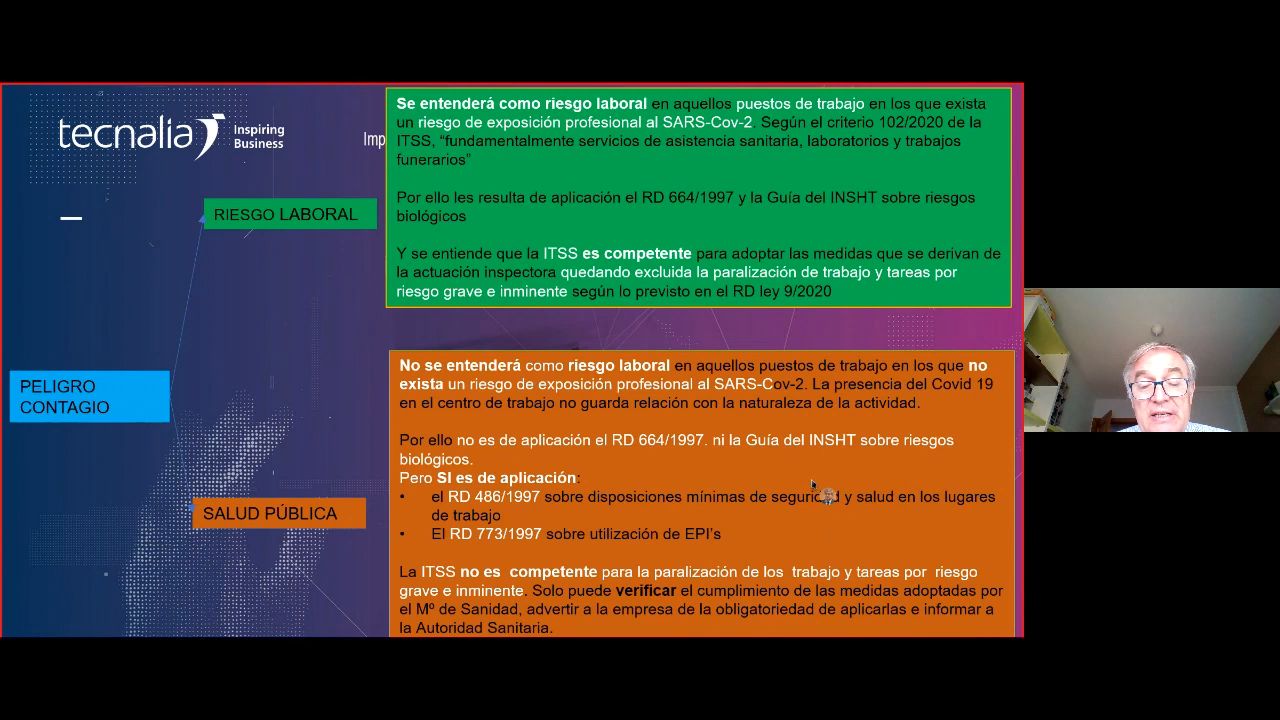 tecnalia Inspiring
Business
Imp
Se entenderá como riesgo laboral en aquellos puestos de trabajo en los que exista
un riesgo de exposición profesional al SARS-Cov-2 Según el criterio 102/2020 de la
ITSS, “fundamentalmente servicios de asistencia sanitaria, laboratorios y trabajos
funerarios”
Por ello les resulta de aplicación el RD 664/1997 y la Guía del INSHT sobre riesgos
biológicos
Y se entiende que la ITSS es competente para adoptar las medidas que se derivan de
la actuación inspectora quedando excluida la paralización de trabajo y tareas por
riesgo grave e inminente según lo previsto en el RD ley 9/2020
RIESGO LABORAL
PELIGRO
CONTAGIO
SALUD PÚBLICA
No se entenderá como riesgo laboral en aquellos puestos de trabajo en los que no
exista un riesgo de exposición profesional al SARS-Cov-2. La presencia del Covid 19
en el centro de trabajo no guarda relación con la naturaleza de la actividad.
Por ello no es de aplicación el RD 664/1997. ni la Guía del INSHT sobre riesgos
biológicos.
Pero SI es de aplicación:
• el RD 486/1997 sobre disposiciones mínimas de seguridad y salud en los lugares
de trabajo
• El RD 773/1997 sobre utilización de EPI’s
La ITSS no es competente para la paralización de los trabajo y tareas por riesgo
grave e inminente. Solo puede verificar el cumplimiento de las medidas adoptadas por
el Mº de Sanidad, advertir a la empresa de la obligatoriedad de aplicarlas e informar a
la Autoridad Sanitaria.